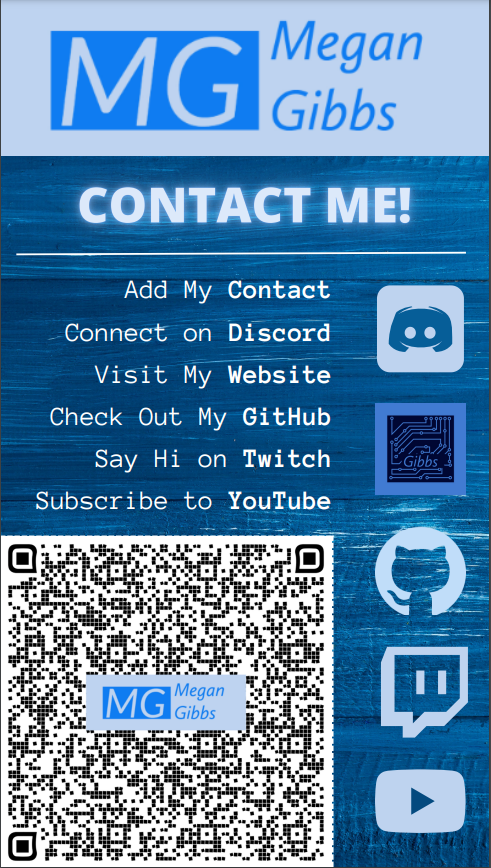 MG Megan
Gibbs
CONTACT ME!
Add My Contact
Connect on Discord
Visit My Website
Check Out My GitHub
Say Hi on Twitch
Subscribe to YouTube
Gibbs
MG Megan
Gibbs